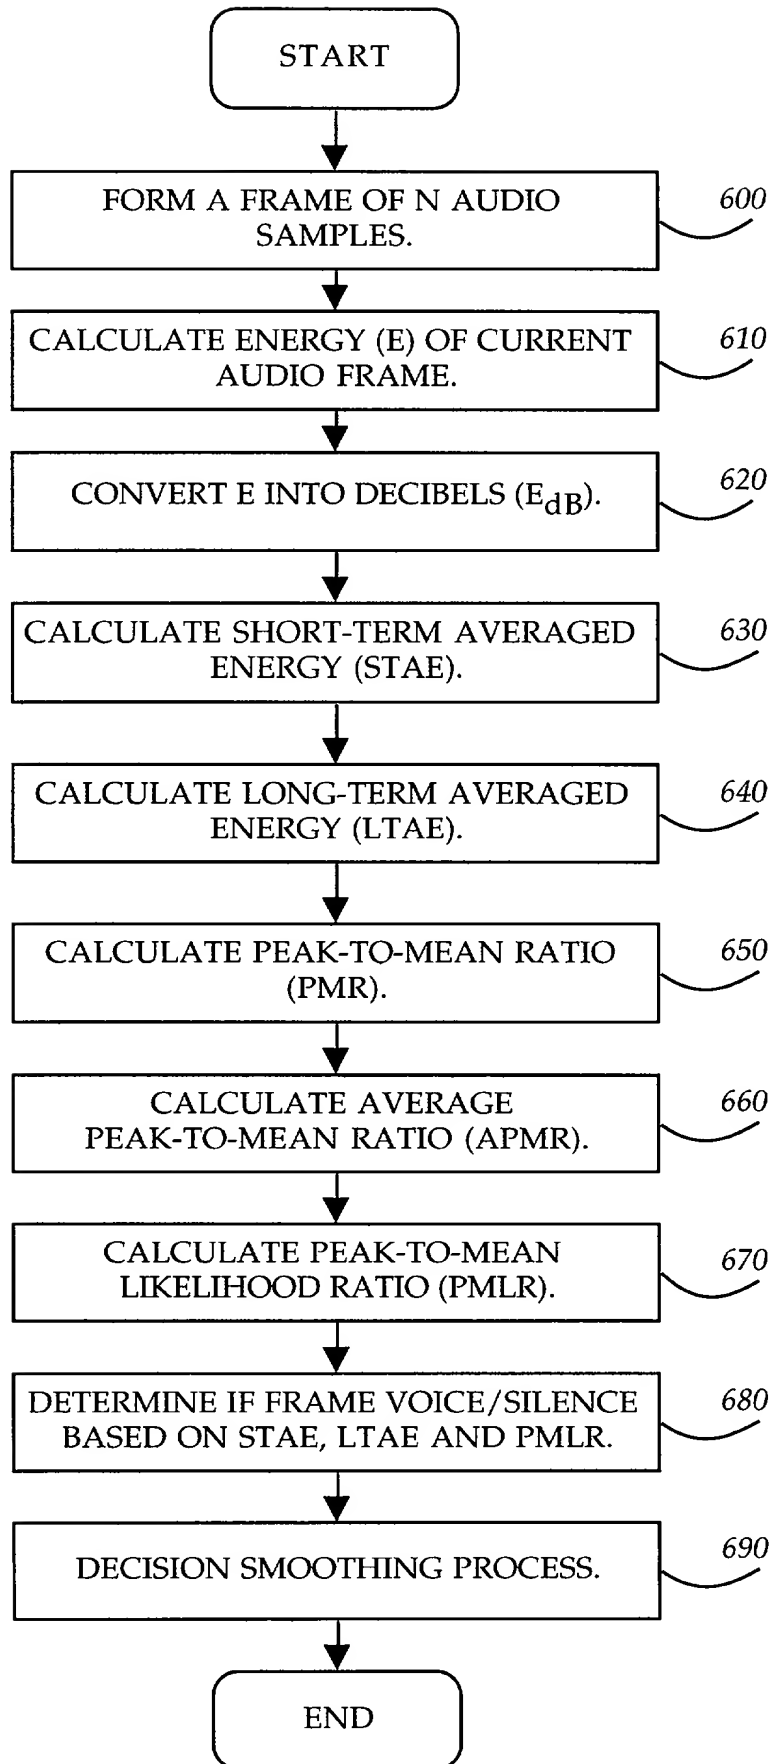 START
FORM A FRAME OF N AUDIO
SAMPLES.
600
CALCULATE ENERGY (E) OF CURRENT
AUDIO FRAME.
610
CONVERT E INTO DECIBELS (EdB).
620
CALCULATE SHORT-TERM AVERAGED
ENERGY (STAE).
630
CALCULATE LONG-TERM AVERAGED
ENERGY (LTAE).
640
CALCULATE PEAK-TO-MEAN RATIO
(PMR).
650
CALCULATE AVERAGE
PEAK-TO-MEAN RATIO (APMR).
660
CALCULATE PEAK-TO-MEAN
LIKELIHOOD RATIO (PMLR).
670
DETERMINE IF FRAME VOICE/SILENCE
BASED ON STAE, LTAE AND PMLR.
680
DECISION SMOOTHING PROCESS.
690
END